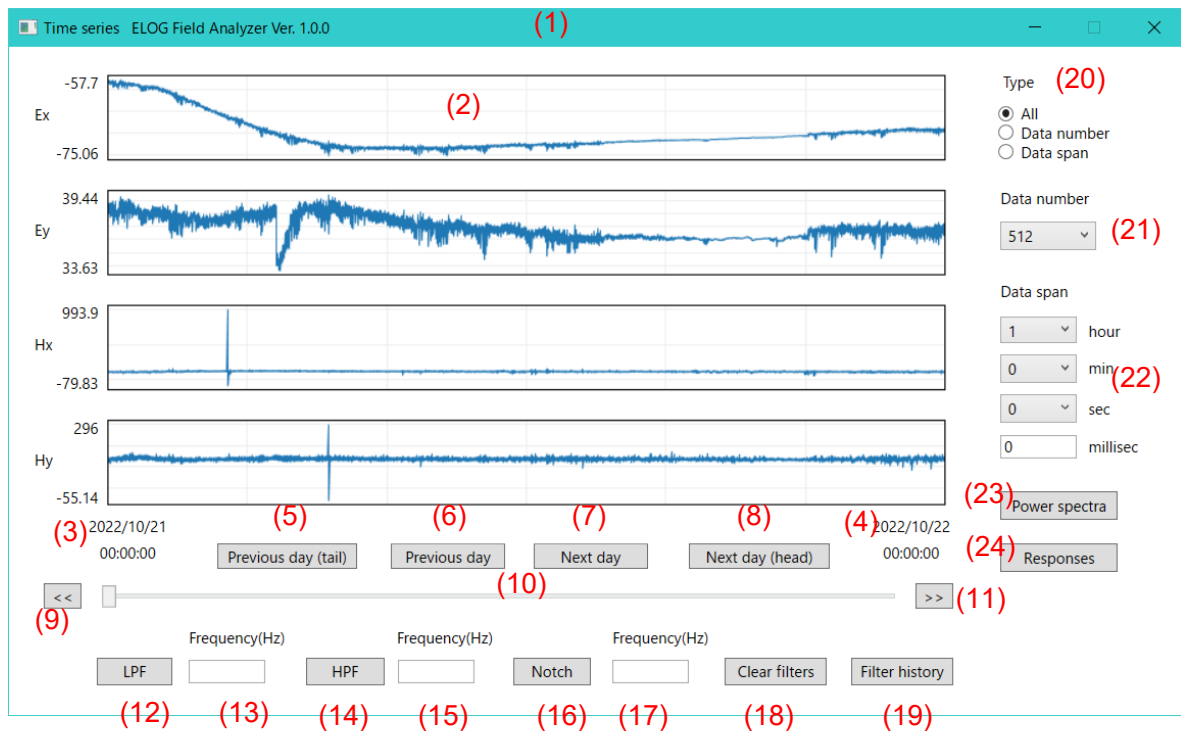 Time series ELOG Field Analyzer Ver. 1.0.0 (1)
-57.7
Ex
-75.06
(2)
39.44
Ey
33.63
993.9
Hx
-79.83
296
Hy
-55.14
Type (20)
All
Data number
Data span
Data number
512 (21)
Data span
1 hour
0 min
(22)
0 sec
0 millisec
(23)
Power spectra
(24)
Responses
(3) 2022/10/21
00:00:00
(5) (6) (7) (8)
Previous day (tail) Previous day Next day Next day (head)
(4) 2022/10/22
00:00:00
(10)
<< >>
(9) (11)
Frequency(Hz) Frequency(Hz) Frequency(Hz)
LPF HPF Notch Clear filters Filter history
(12) (13) (14) (15) (16) (17) (18) (19)